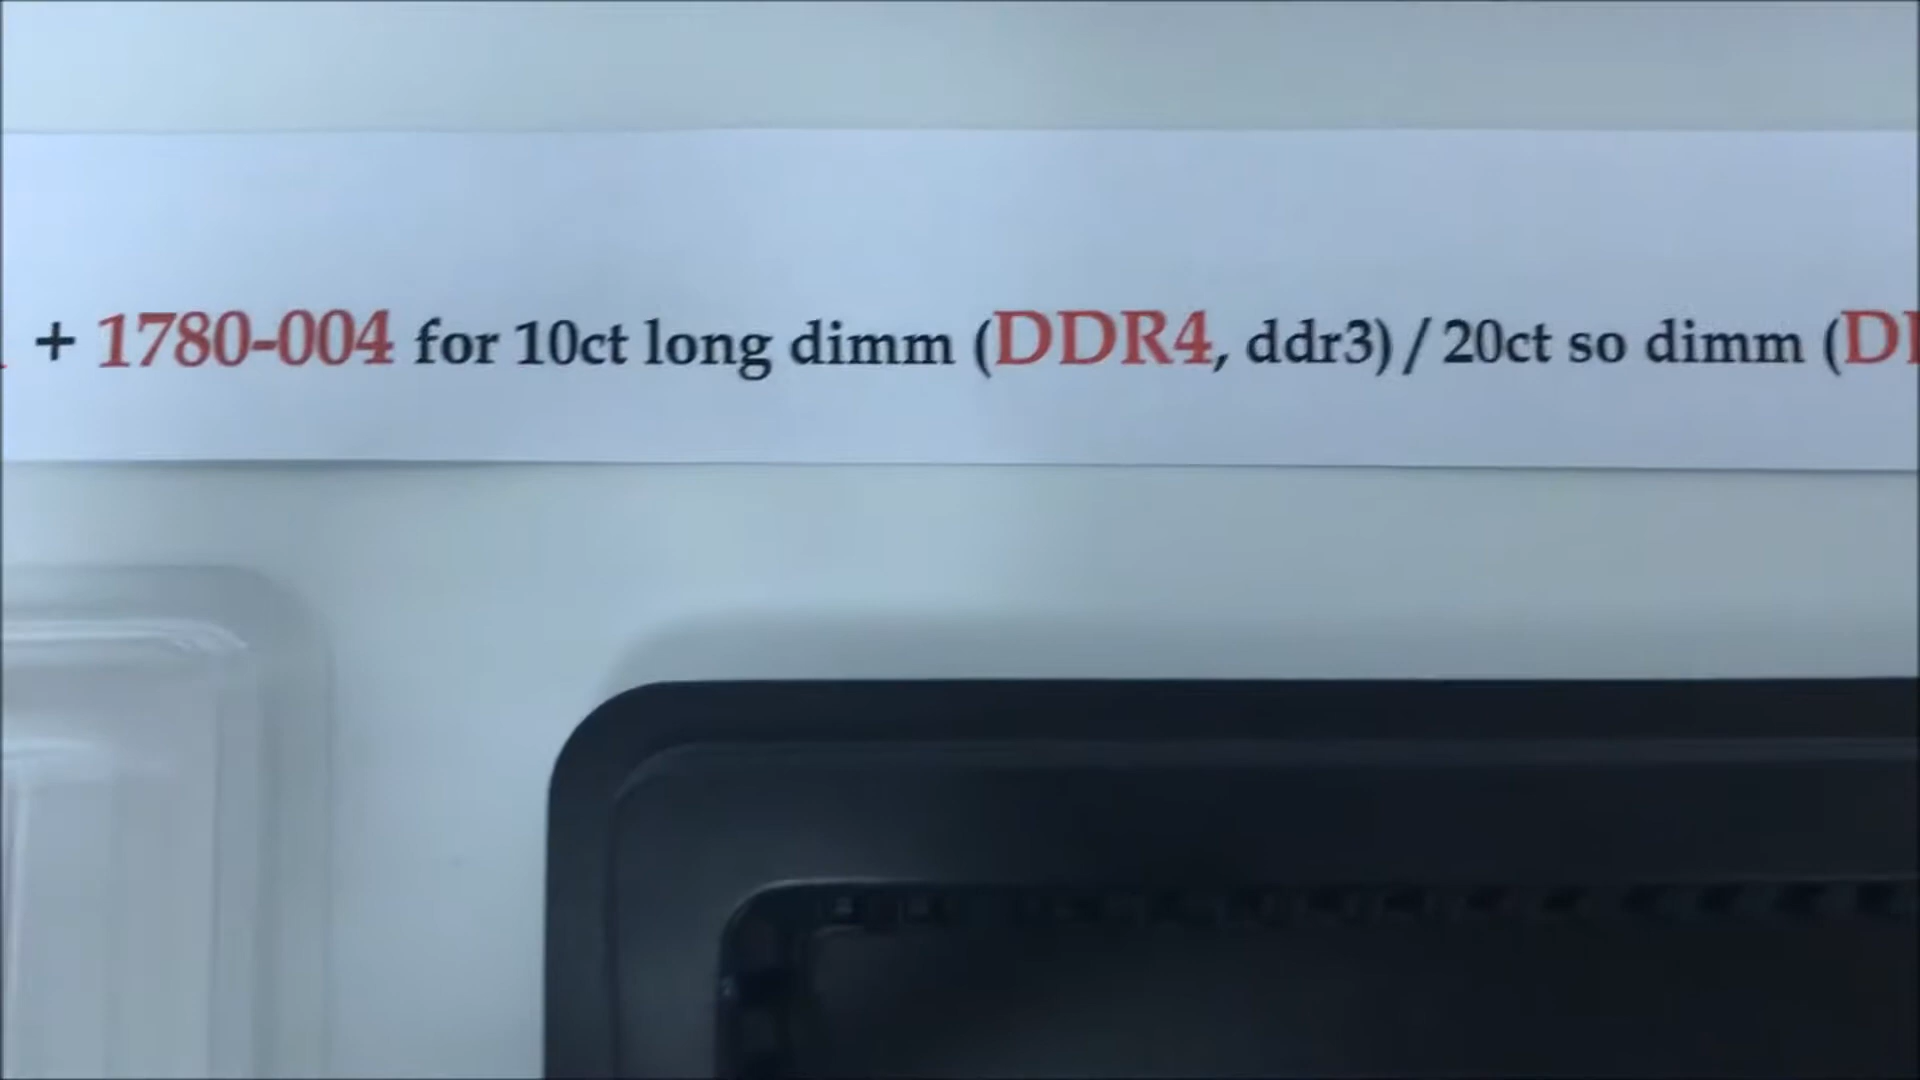 + 1780-004 for 10ct long dimm (DDR4, ddr3) / 20ct so dimm (